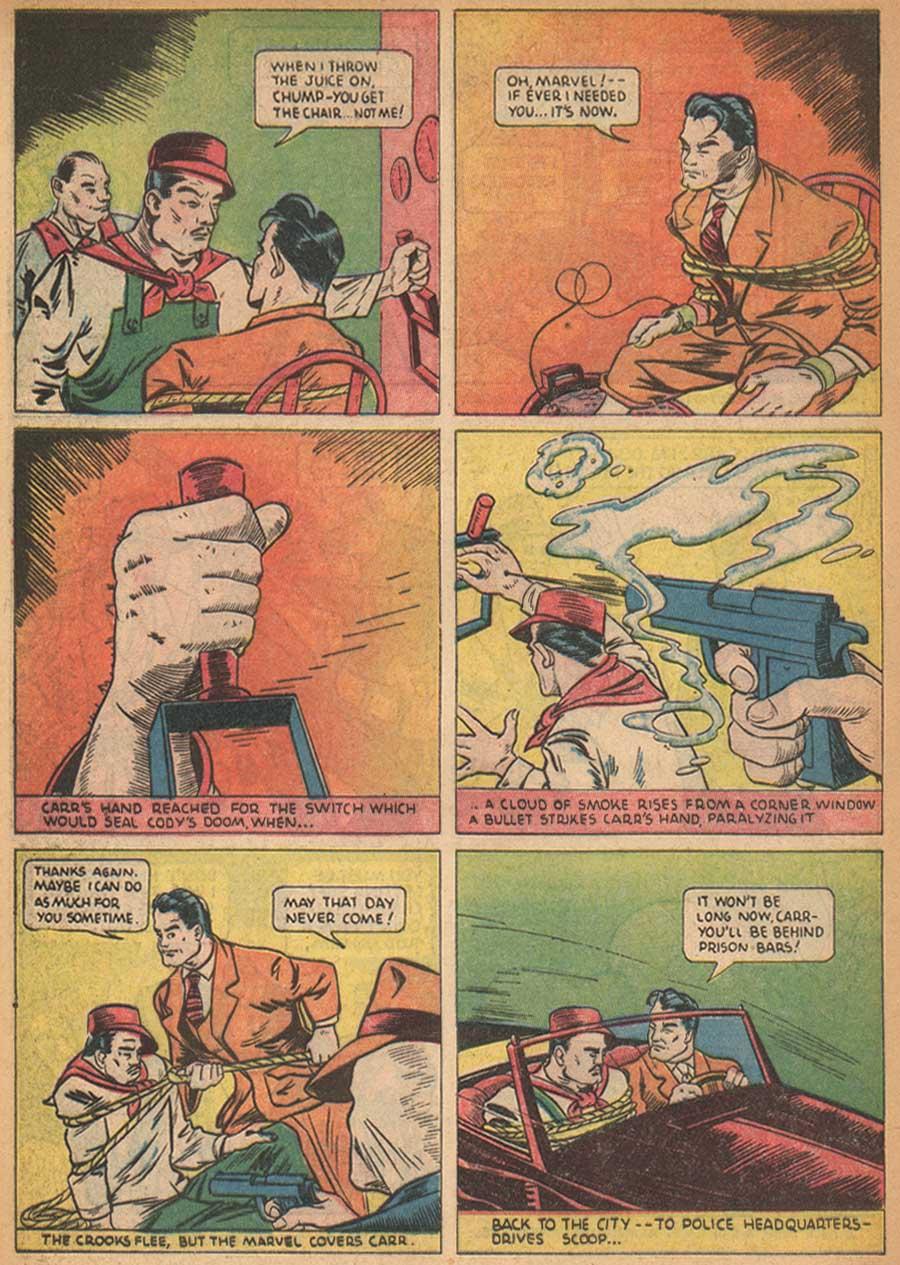 WHEN I THROW
THE JUICE ON,
CHUMP-YOU GET
THE CHAIR...NOT ME!
OH, MARVEL!--
IF EVER I NEEDED
YOU...IT'S NOW.
CARR'S HAND REACHED FOR THE SWITCH WHICH
WOULD SEAL CODY'S DOOM, WHEN...
..A CLOUD OF SMOKE RISES FROM A CORNER WINDOW
A BULLET STRIKES CARR'S HAND, PARALYZING IT
THANKS AGAIN.
MAYBE I CAN DO
AS MUCH FOR
YOU SOMETIME.
MAY THAT DAY
NEVER COME!
THE CROOKS FLEE, BUT THE MARVEL COVERS CARR.
IT WON'T BE
LONG NOW, CARR-
YOU'LL BE BEHIND
PRISON BARS!
BACK TO THE CITY--TO POLICE HEADQUARTERS-
DRIVES SCOOP...